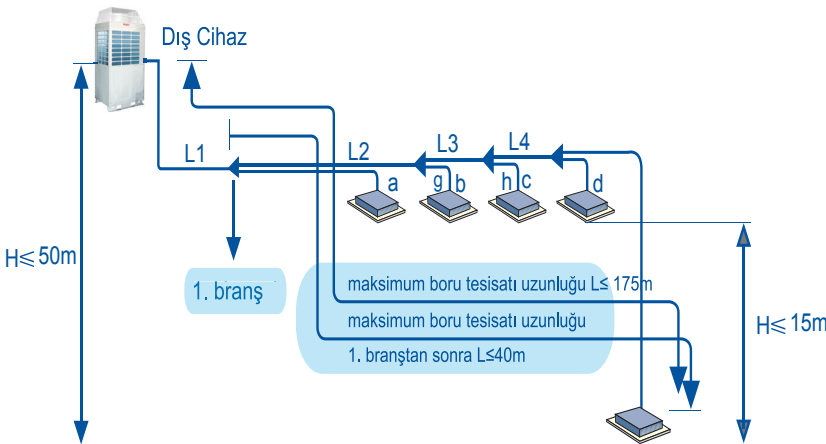 Dış Cihaz
L1
L2
L3
L4
a
g
b
h
c
d
H≤ 50m
1. branş
maksimum boru tesisatı uzunluğu L≤ 175m
maksimum boru tesisatı uzunluğu
1. branştan sonra L≤40m
H≤ 15m